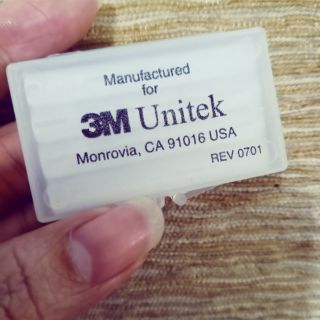 Manufactured
for
3M Unitek
Monrovia, CA 91016 USA
REV 0701